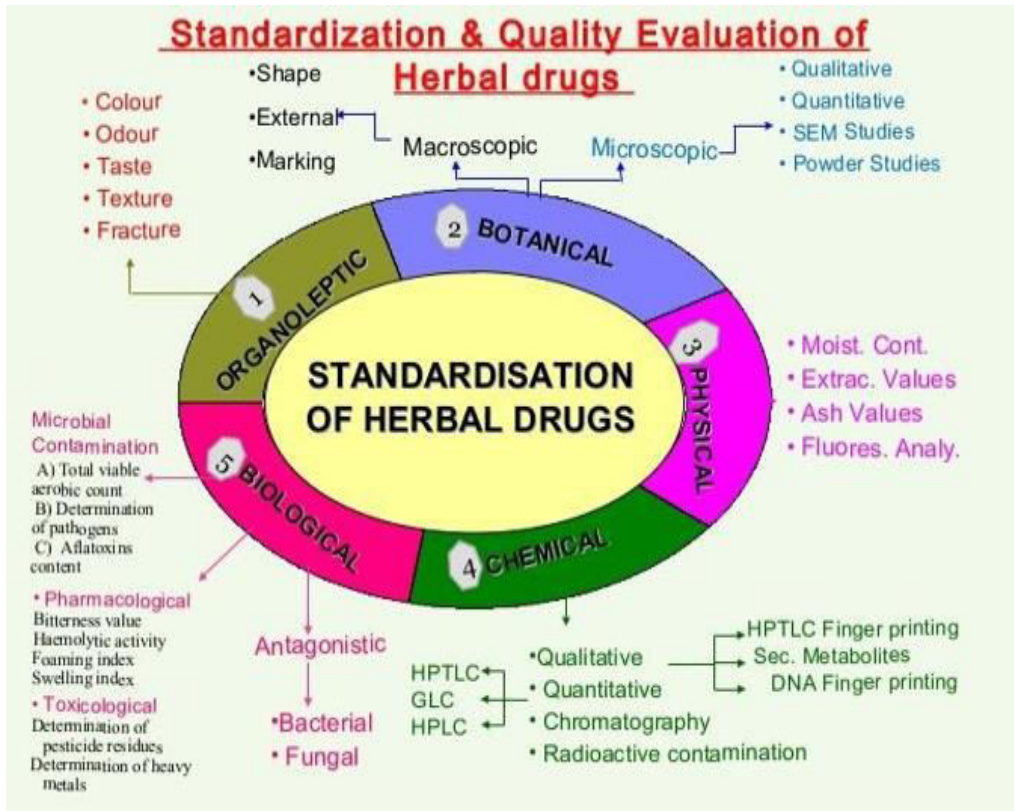 Standardization & Quality Evaluation of
Herbal drugs
• Colour
• Odour
• Taste
• Texture
• Fracture
•Shape
•External
•Marking
Macroscopic
Microscopic
• Qualitative
• Quantitative
• SEM Studies
• Powder Studies
1
ORGANOLEPTIC
2
BOTANICAL
3
PHYSICAL
• Moist. Cont.
• Extrac. Values
• Ash Values
• Fluores. Analy.
STANDARDISATION
OF HERBAL DRUGS
4
CHEMICAL
•Qualitative
• Quantitative
• Chromatography
• Radioactive contamination
HPTLC
GLC
HPLC
HPTLC Finger printing
Sec. Metabolites
DNA Finger printing
5
BIOLOGICAL
Microbial
Contamination
A) Total viable
aerobic count
B) Determination
of pathogens
C) Aflatoxins
content
• Pharmacological
Bitterness value
Haemolytic activity
Foaming index
Swelling index
• Toxicological
Determination of
pesticide residues
Determination of heavy
metals
Antagonistic
•Bacterial
• Fungal